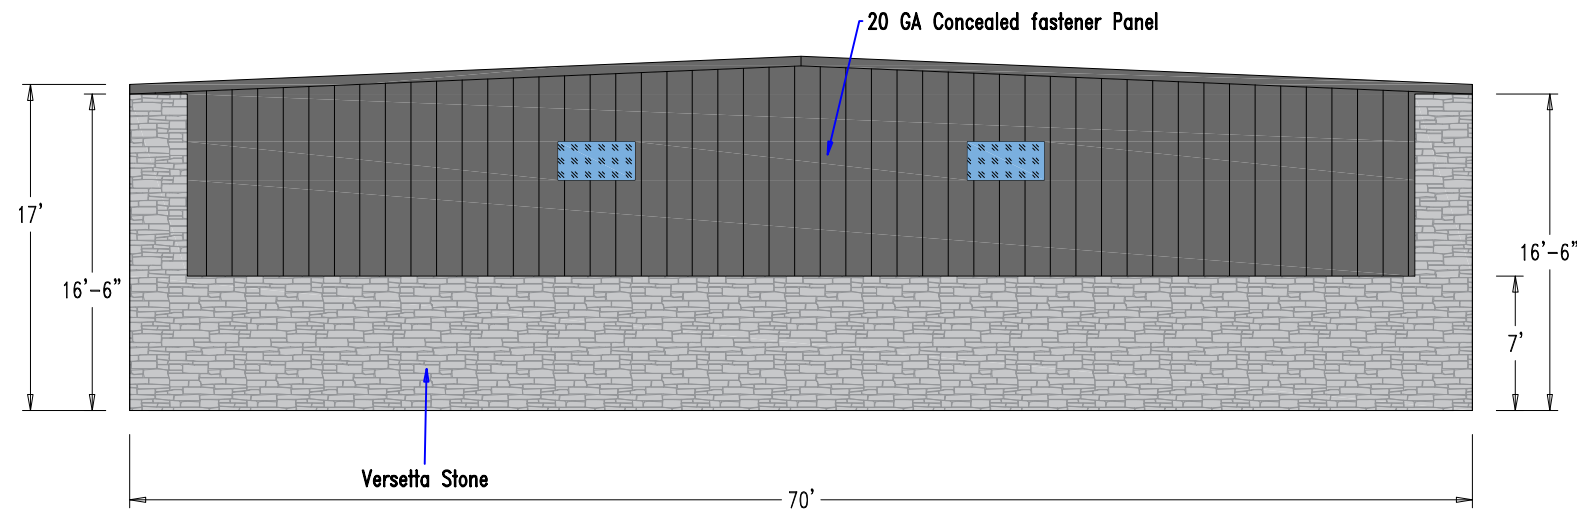 20 GA Concealed fastener Panel
17'
16'-6"
16'-6"
7'
Versetta Stone
70'